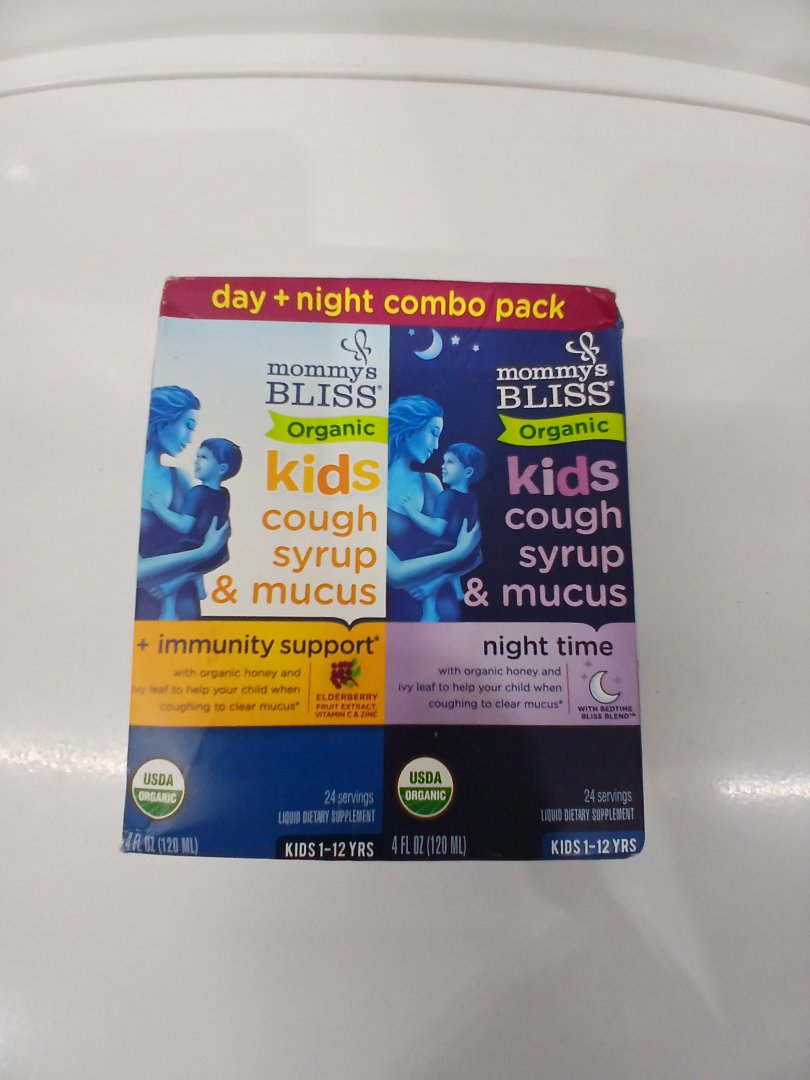 day + night combo pack
mommy's
BLISS®
Organic
kids
cough
syrup
& mucus
+ immunity support*
with organic honey and
ivy leaf to help your child when
coughing to clear mucus*
ELDERBERRY
FRUIT EXTRACT,
VITAMIN C & ZINC
USDA
ORGANIC
24 servings
LIQUID DIETARY SUPPLEMENT
4 FL OZ (120 ML)
KIDS 1-12 YRS
mommy's
BLISS®
Organic
kids
cough
syrup
& mucus
night time
with organic honey and
ivy leaf to help your child when
coughing to clear mucus*
WITH BEDTIME
BLISS BLEND™
USDA
ORGANIC
24 servings
LIQUID DIETARY SUPPLEMENT
4 FL OZ (120 ML)
KIDS 1-12 YRS